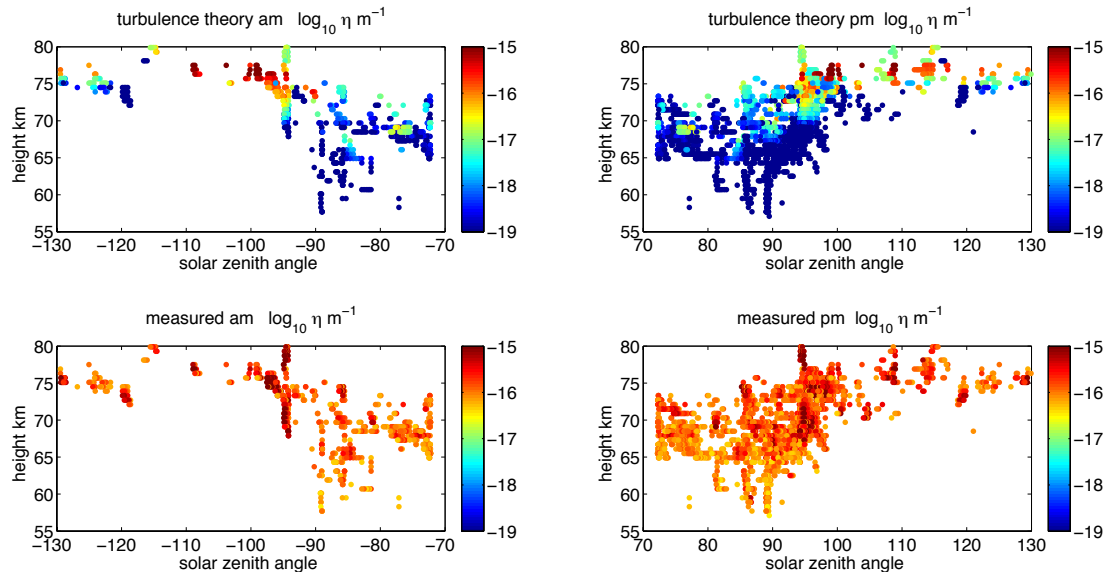 turbulence theory am log₁₀ η m⁻¹
80
75
70
65
60
55
height km
−130 −120 −110 −100 −90 −80 −70
solar zenith angle
−15
−16
−17
−18
−19
turbulence theory pm log₁₀ η m⁻¹
80
75
70
65
60
55
height km
70 80 90 100 110 120 130
solar zenith angle
−15
−16
−17
−18
−19
measured am log₁₀ η m⁻¹
80
75
70
65
60
55
height km
−130 −120 −110 −100 −90 −80 −70
solar zenith angle
−15
−16
−17
−18
−19
measured pm log₁₀ η m⁻¹
80
75
70
65
60
55
height km
70 80 90 100 110 120 130
solar zenith angle
−15
−16
−17
−18
−19